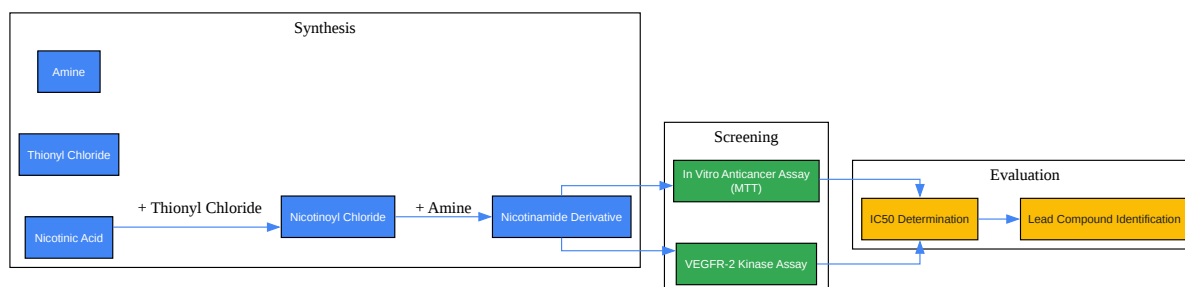 Synthesis
Amine
Thionyl Chloride
Nicotinic Acid
+ Thionyl Chloride
Nicotinoyl Chloride
+ Amine
Nicotinamide Derivative
Screening
In Vitro Anticancer Assay
(MTT)
VEGFR-2 Kinase Assay
Evaluation
IC50 Determination
Lead Compound Identification